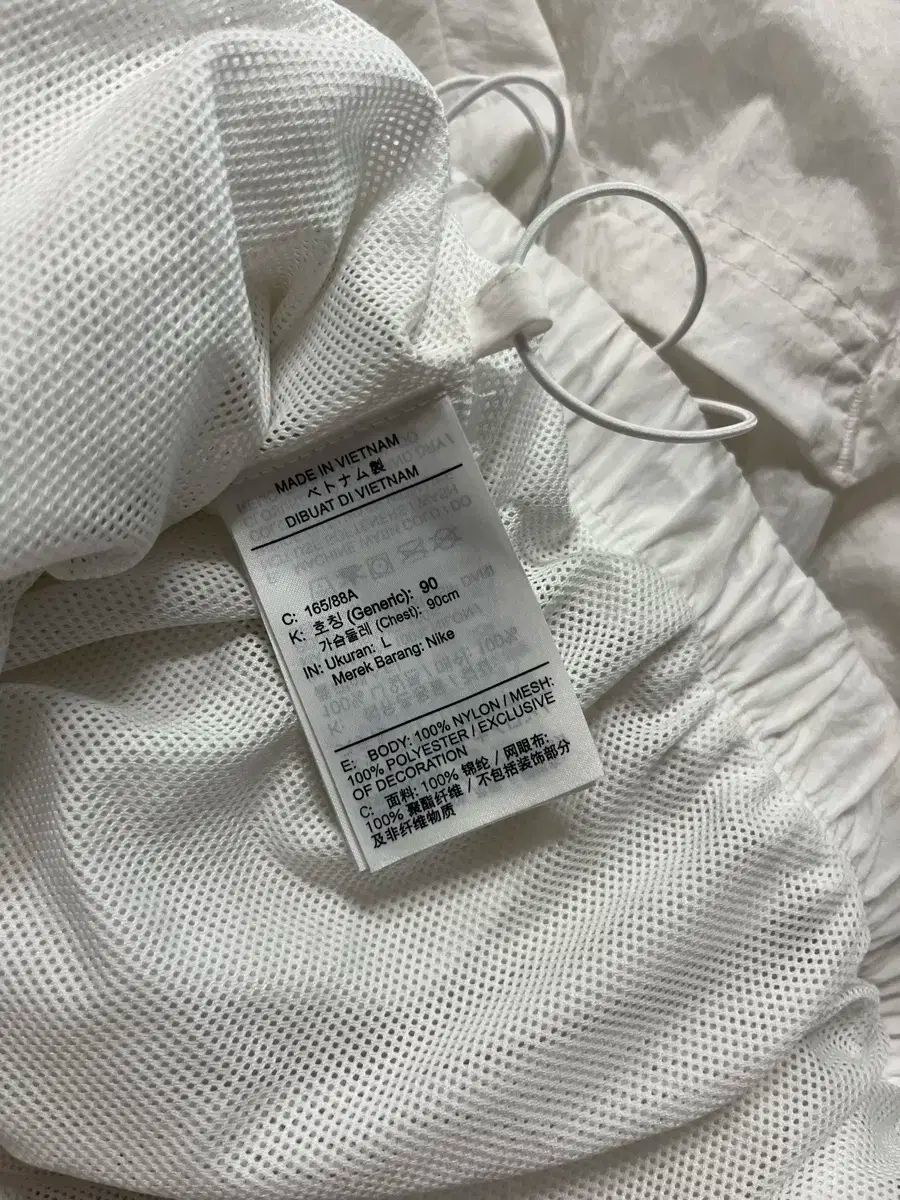 MADE IN VIETNAM
ベトナム製
DIBUAT DI VIETNAM
C: 165/88A
K: 호칭 (Generic): 90
가슴둘레 (Chest): 90cm
IN: Ukuran: L
Merek Barang: Nike
E: BODY: 100% NYLON / MESH:
100% POLYESTER / EXCLUSIVE
OF DECORATION
C: 面料: 100% 锦纶 / 网眼布:
100% 聚酯纤维 / 不包括装饰部分
及非纤维物质